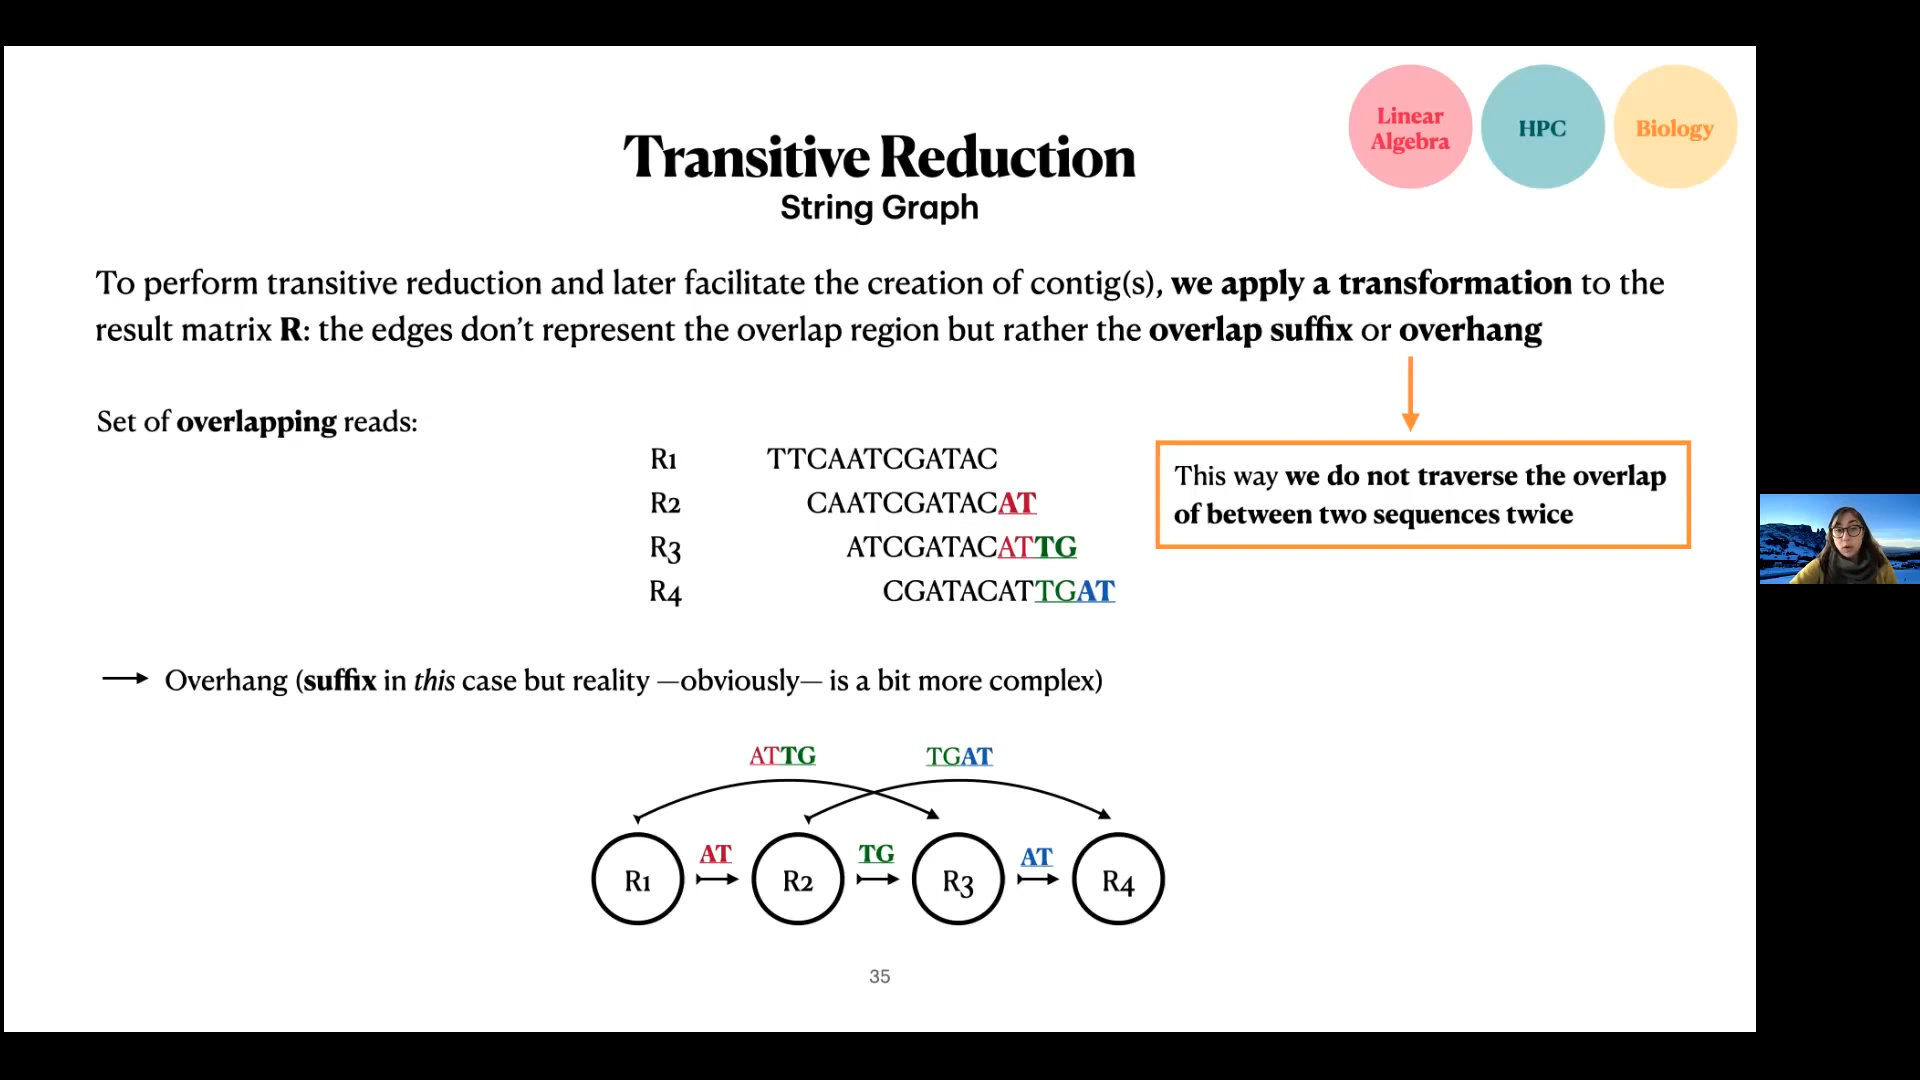 Linear
Algebra
HPC
Biology
Transitive Reduction
String Graph
To perform transitive reduction and later facilitate the creation of contig(s), we apply a transformation to the
result matrix R: the edges don't represent the overlap region but rather the overlap suffix or overhang
Set of overlapping reads:
R1 TTCAATCGATAC
R2 CAATCGATACAT
R3 ATCGATACATTG
R4 CGATACATTGAT
This way we do not traverse the overlap
of between two sequences twice
Overhang (suffix in this case but reality —obviously— is a bit more complex)
ATTG TGAT
AT TG AT
R1 R2 R3 R4
35